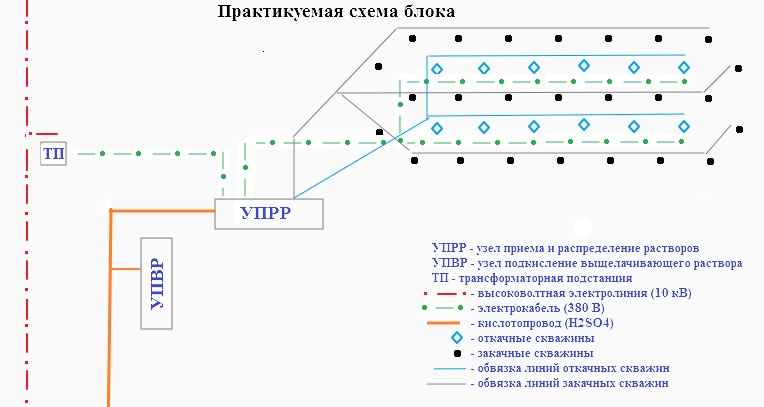 Практикуемая схема блока
ТП
УПРР
УПВР
УПРР - узел приема и распределение растворов
УПВР - узел подкисление выщелачивающего раствора
ТП - трансформаторная подстанция
- высоковолтная электролиния (10 кВ)
- электрокабель (380 В)
- кислотопровод (H2SO4)
- откачные скважины
- закачные скважины
- обвязка линий откачных скважин
- обвязка линий закачных скважин